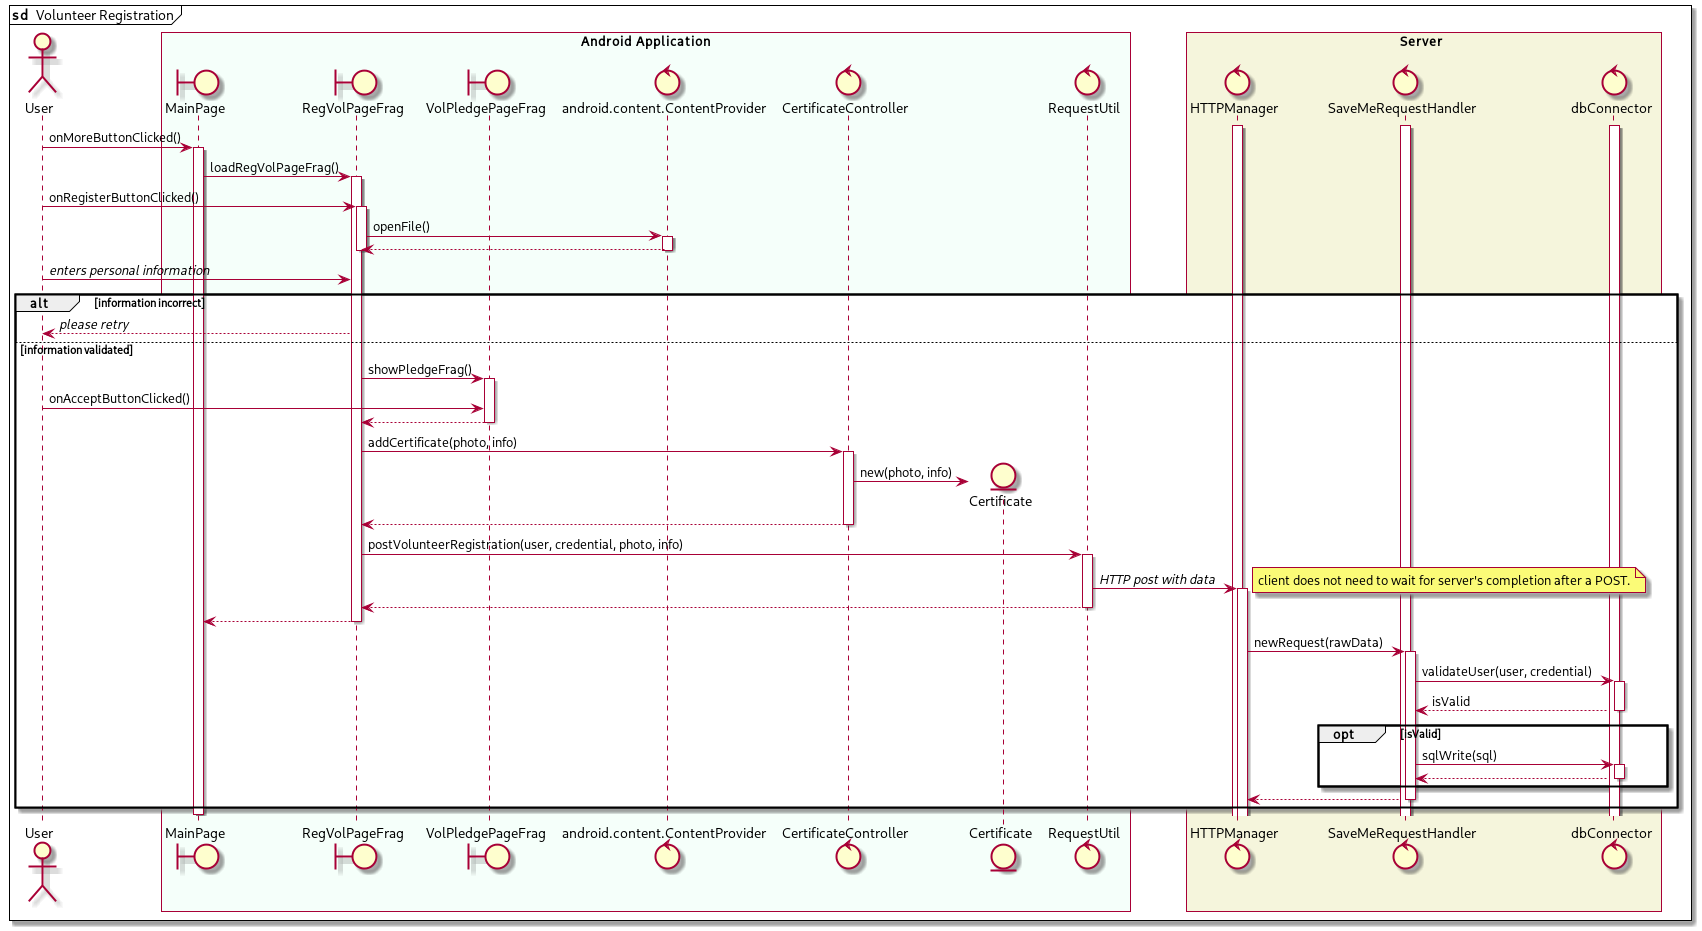 sd Volunteer Registration
Android Application
Server
User
MainPage
RegVolPageFrag
VolPledgePageFrag
android.content.ContentProvider
CertificateController
RequestUtil
HTTPManager
SaveMeRequestHandler
dbConnector
onMoreButtonClicked()
loadRegVolPageFrag()
onRegisterButtonClicked()
openFile()
enters personal information
alt [information incorrect]
please retry
[information validated]
showPledgeFrag()
onAcceptButtonClicked()
addCertificate(photo, info)
new(photo, info)
Certificate
postVolunteerRegistration(user, credential, photo, info)
HTTP post with data
client does not need to wait for server's completion after a POST.
newRequest(rawData)
validateUser(user, credential)
isValid
opt [isValid]
sqlWrite(sql)
User
MainPage
RegVolPageFrag
VolPledgePageFrag
android.content.ContentProvider
CertificateController
Certificate
RequestUtil
HTTPManager
SaveMeRequestHandler
dbConnector